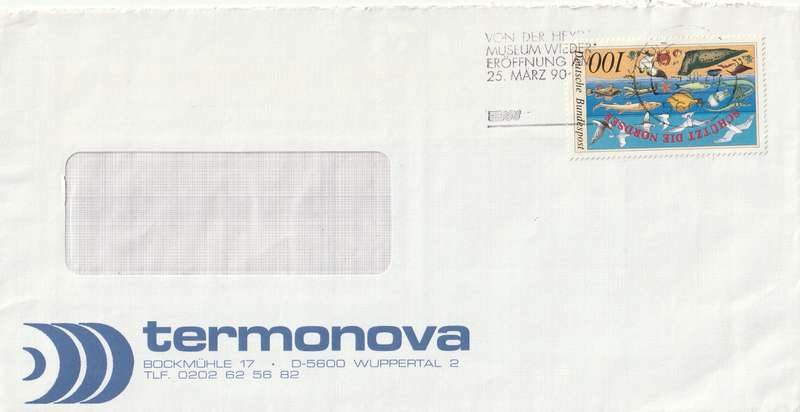 VON DER HEYDT
MUSEUM WIEDER
ERÖFFNUNG
25. MÄRZ 90
100
Deutsche Bundespost
SCHÜTZT DIE NORDSEE
termonova
BOCKMÜHLE 17 · D-5600 WUPPERTAL 2
TLF. 0202 62 56 82